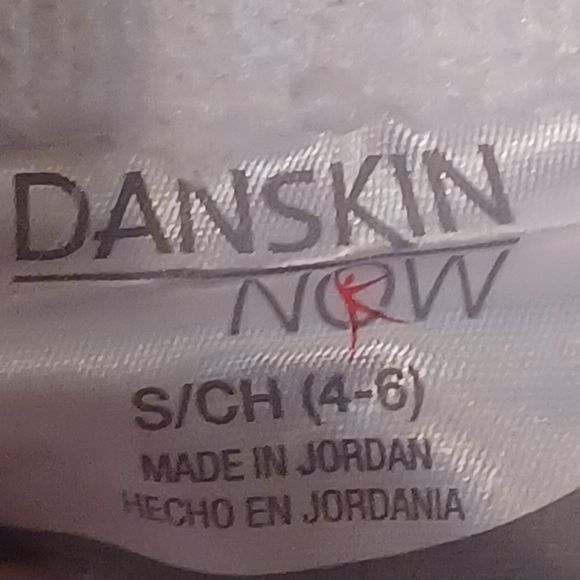 DANSKIN
NOW
S/CH (4-6)
MADE IN JORDAN
HECHO EN JORDANIA